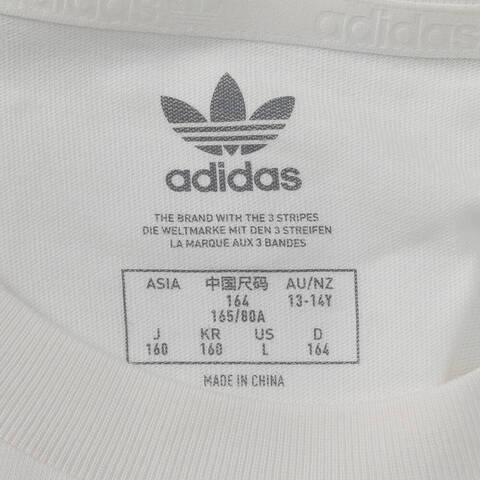 adidas adidas
adidas
THE BRAND WITH THE 3 STRIPES
DIE WELTMARKE MIT DEN 3 STREIFEN
LA MARQUE AUX 3 BANDES
ASIA 中国尺码 AU/NZ
164 13-14Y
165/80A
J KR US D
160 160 L 164
MADE IN CHINA